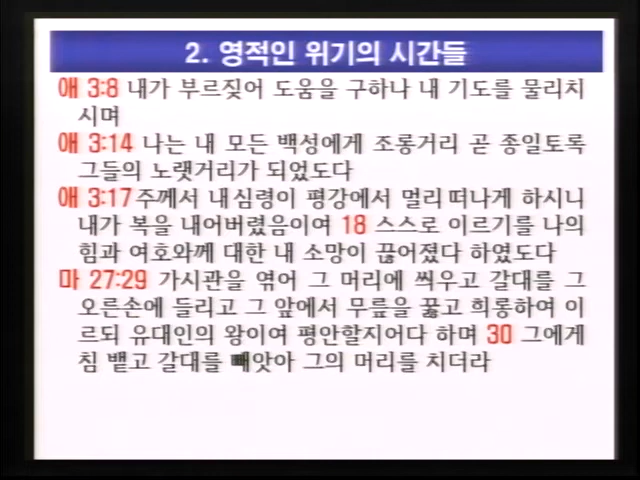 2. 영적인 위기의 시간들
애 3:8 내가 부르짖어 도움을 구하나 내 기도를 물리치
시며
애 3:14 나는 내 모든 백성에게 조롱거리 곧 종일토록
그들의 노랫거리가 되었도다
애 3:17 주께서 내 심령이 평강에서 멀리 떠나게 하시니
내가 복을 내어버렸음이여 18 스스로 이르기를 나의
힘과 여호와께 대한 내 소망이 끊어졌다 하였도다
마 27:29 가시관을 엮어 그 머리에 씌우고 갈대를 그
오른손에 들리고 그 앞에서 무릎을 꿇고 희롱하여 이
르되 유대인의 왕이여 평안할지어다 하며 30 그에게
침 뱉고 갈대를 빼앗아 그의 머리를 치더라